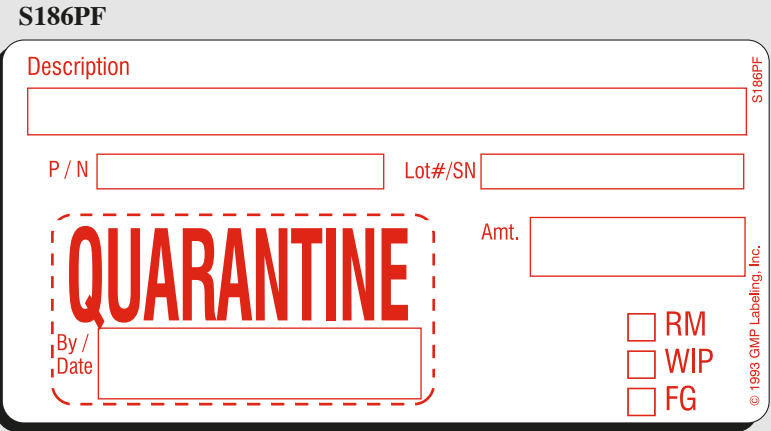 S186PF
Description
S186PF
P / N
Lot#/SN
QUARANTINE
Amt.
By /
Date
RM
WIP
FG
© 1993 GMP Labeling, Inc.